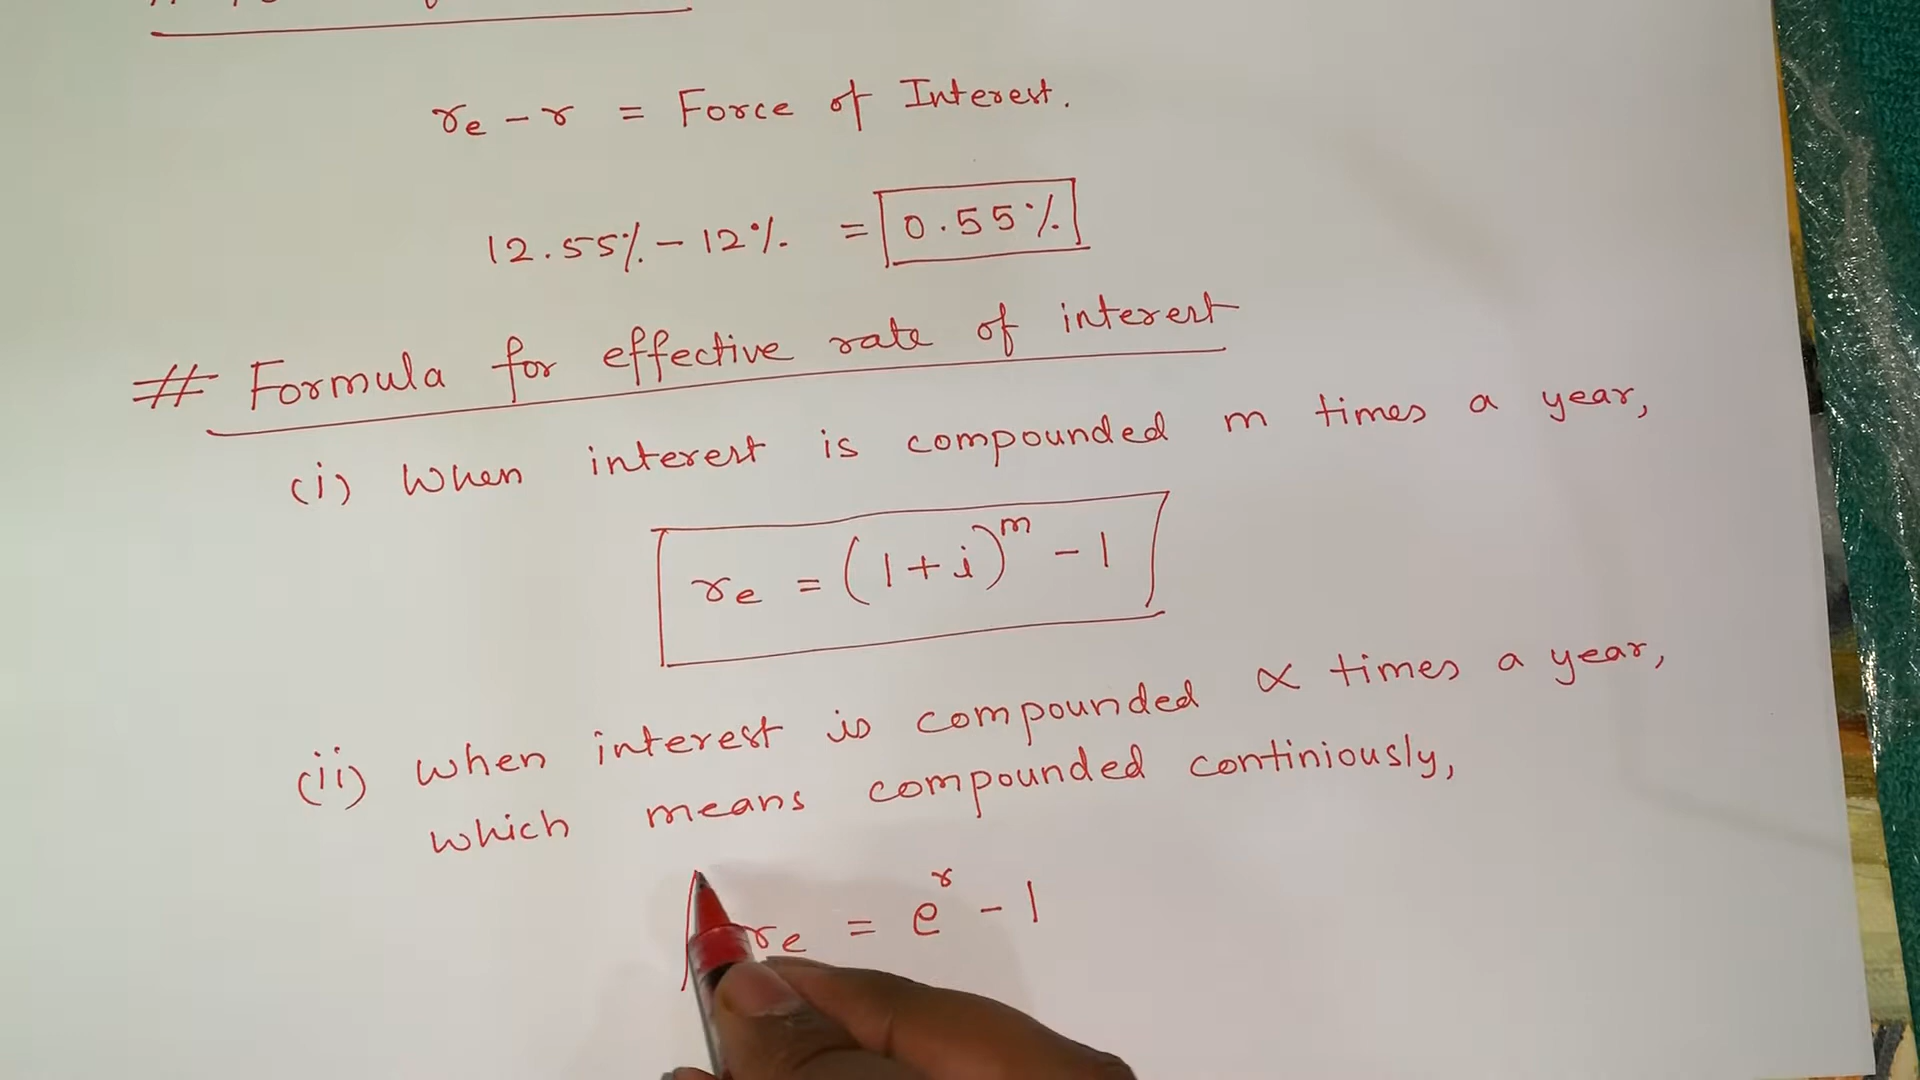 re - r = Force of Interest.
12.55% - 12% = 0.55%
# Formula for effective rate of interest
(i) When interest is compounded m times a year,
re = (1+i)^m - 1
(ii) when interest is compounded ∝ times a year,
which means compounded continiously,
re = e^r - 1